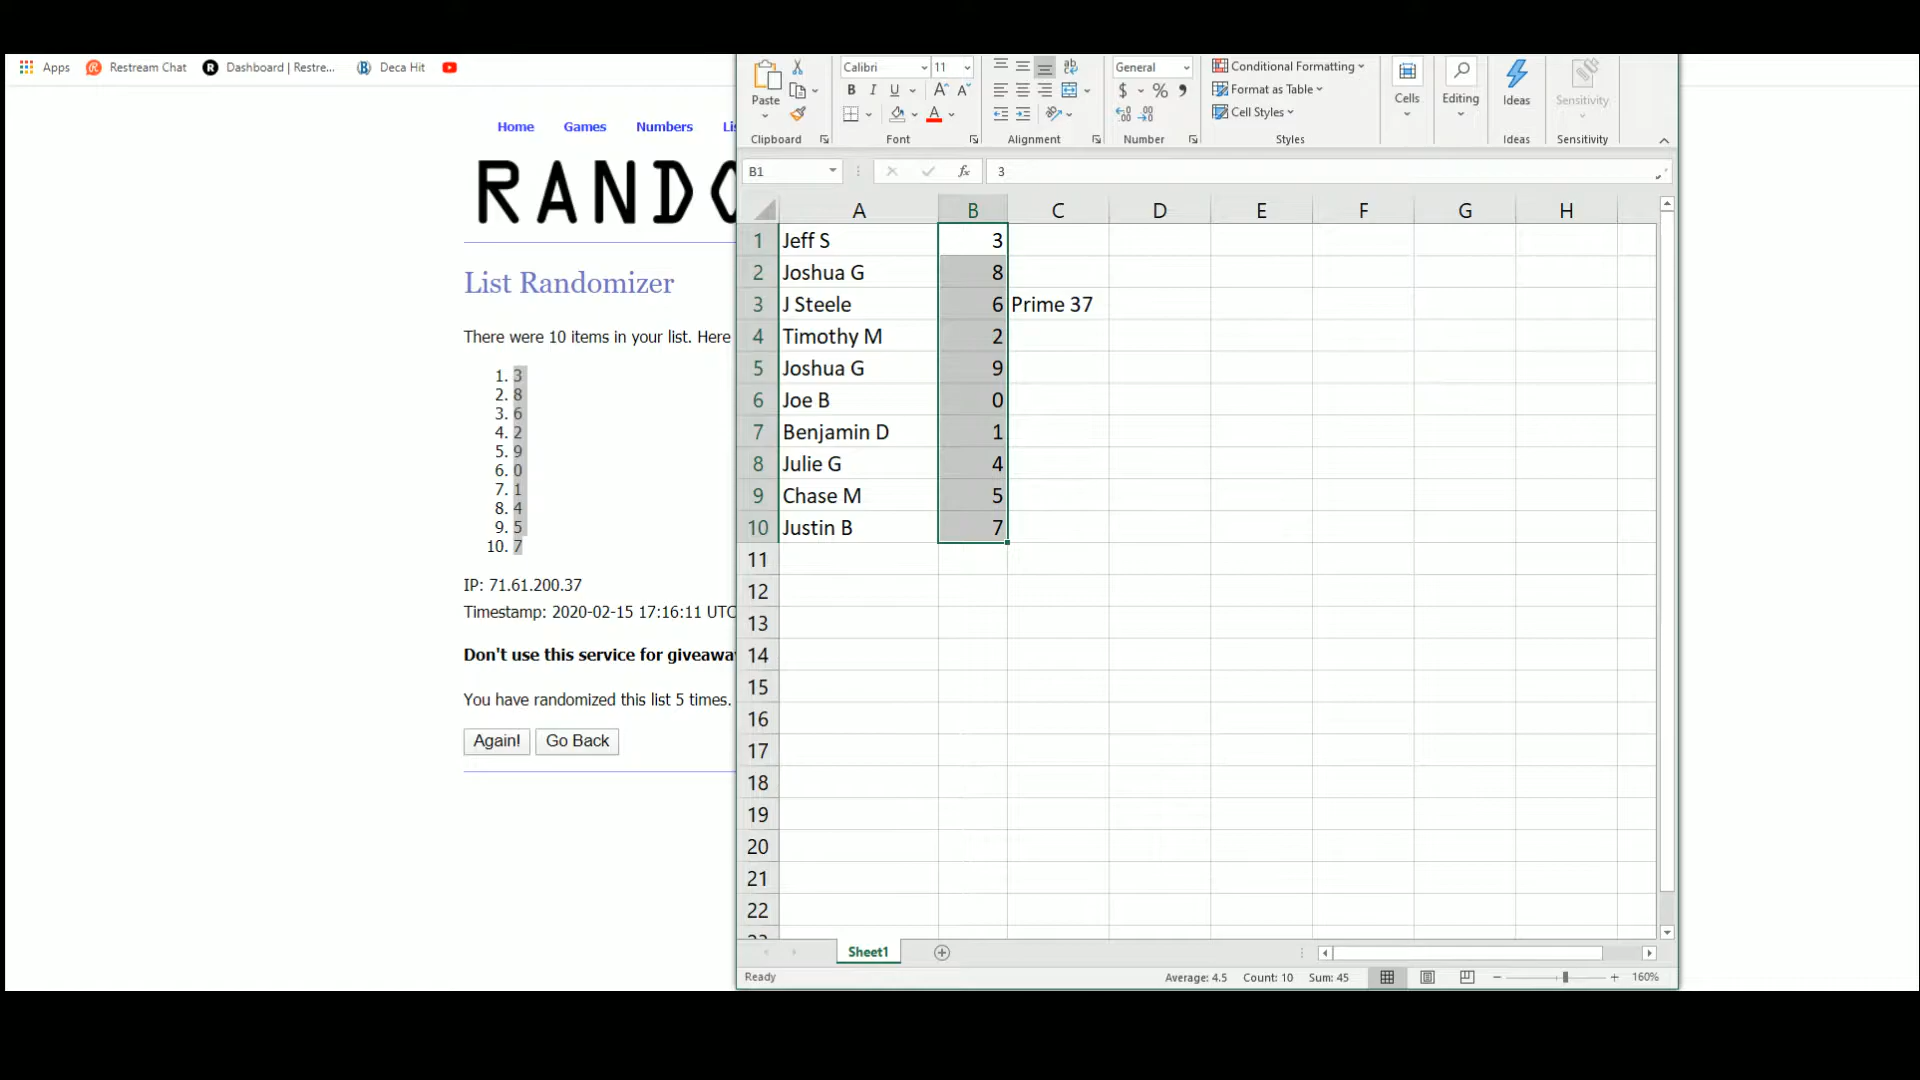 Apps Restream Chat Dashboard | Restre... Deca Hit
Home Games Numbers
RANDO
List Randomizer
There were 10 items in your list. Here
1. 3
2. 8
3. 6
4. 2
5. 9
6. 0
7. 1
8. 4
9. 5
10. 7
IP: 71.61.200.37
Timestamp: 2020-02-15 17:16:11 UTC
Don't use this service for
You have randomized this list 5 times.
Again! Go Back
Paste
Clipboard
Calibri 11
B I U
Font
Alignment
General
$ % 9
Number
Conditional Formatting
Format as Table
Cell Styles
Styles
Cells
Editing
Ideas
Ideas
Sensitivity
Sensitivity
B1 fx 3
A B C D E F G H
1 Jeff S 3
2 Joshua G 8
3 J Steele 6 Prime 37
4 Timothy M 2
5 Joshua G 9
6 Joe B 0
7 Benjamin D 1
8 Julie G 4
9 Chase M 5
10 Justin B 7
11
12
13
14
15
16
17
18
19
20
21
22
Sheet1
Ready Average: 4.5 Count: 10 Sum: 45 160%